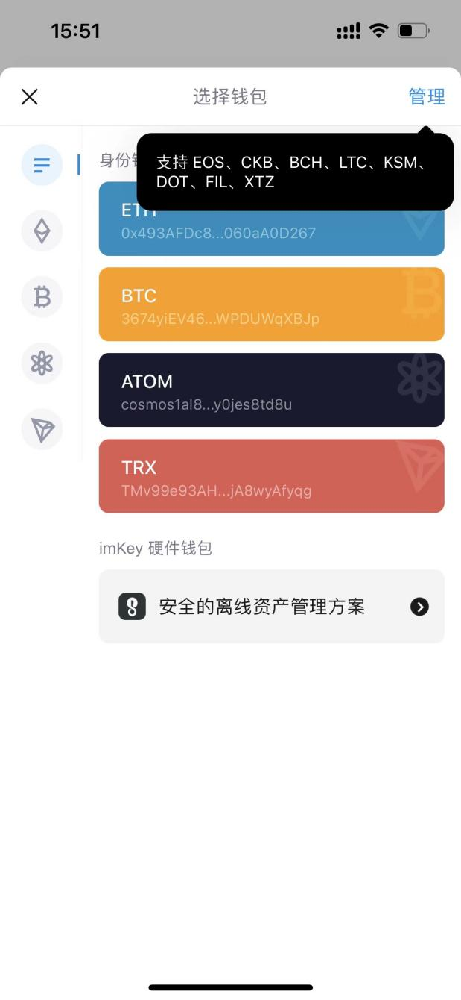 15:51
选择钱包
管理
支持 EOS、CKB、BCH、LTC、KSM、
DOT、FIL、XTZ
身份
ETH
0x493AFDc8...060aA0D267
BTC
3674yiEV46...WPDUWqXBJp
ATOM
cosmos1al8...y0jes8td8u
TRX
TMv99e93AH...jA8wyAfyqg
imKey 硬件钱包
安全的离线资产管理方案